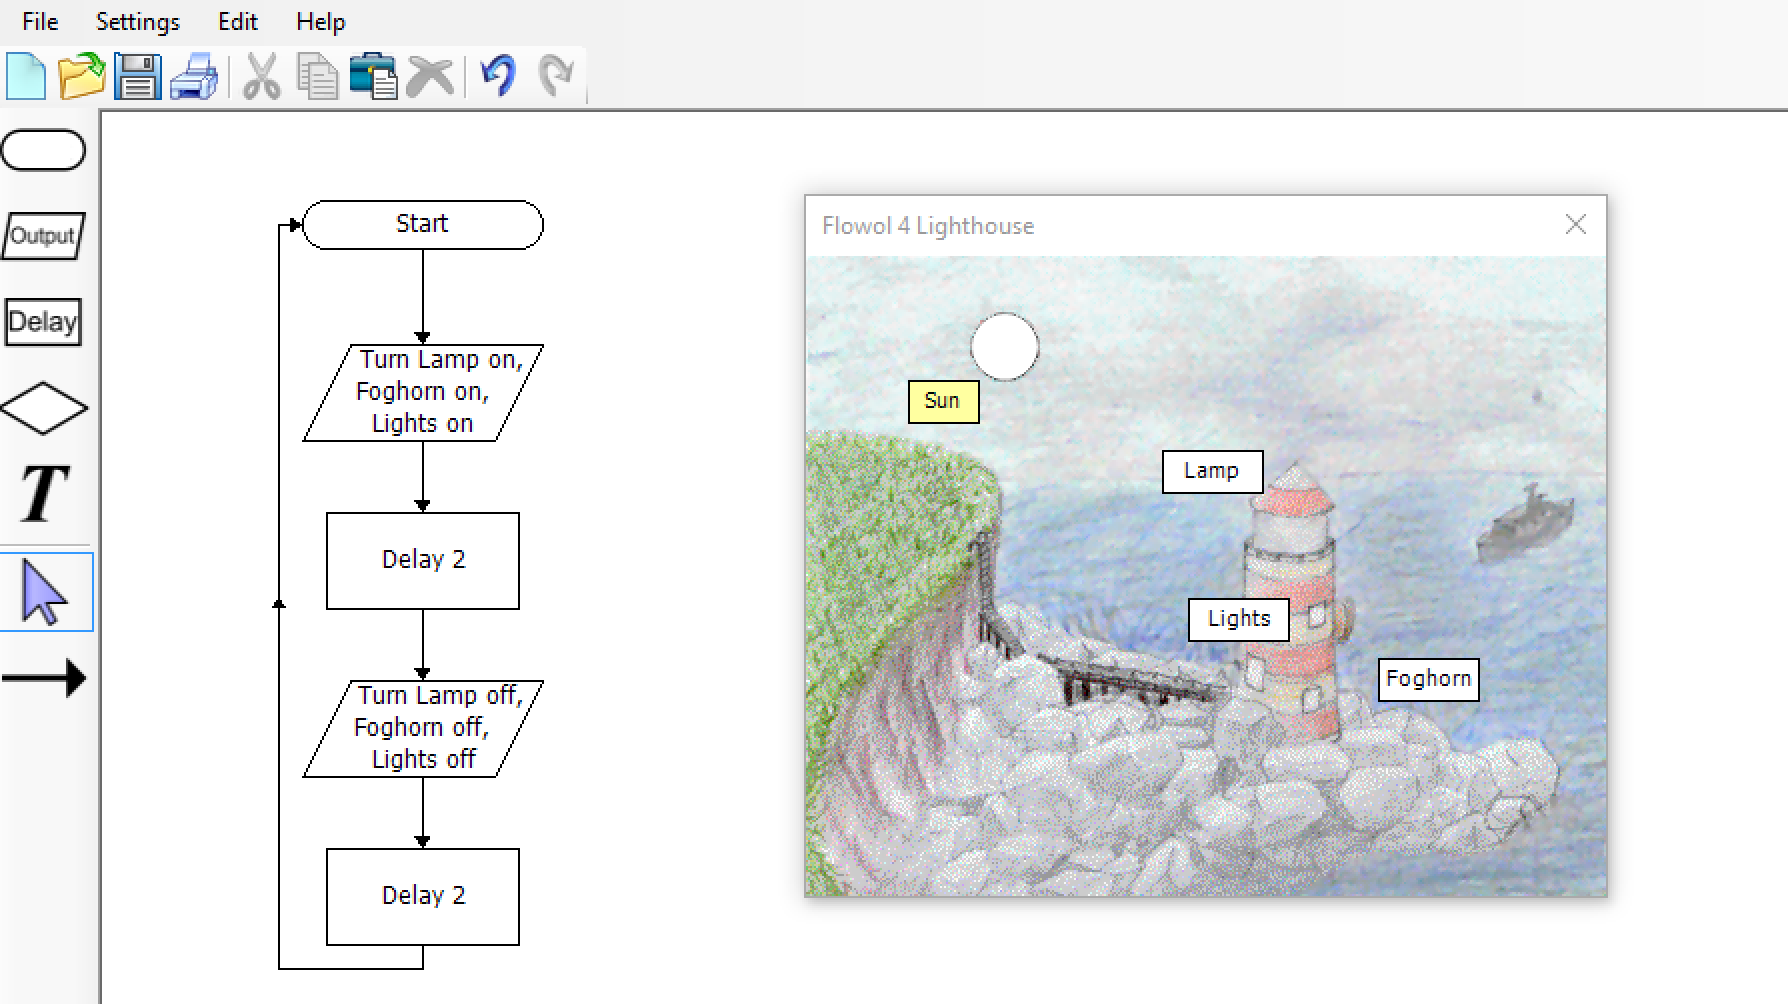 File Settings Edit Help
Output
Delay
T
Start
Turn Lamp on,
Foghorn on,
Lights on
Delay 2
Turn Lamp off,
Foghorn off,
Lights off
Delay 2
Flowol 4 Lighthouse
Sun
Lamp
Lights
Foghorn